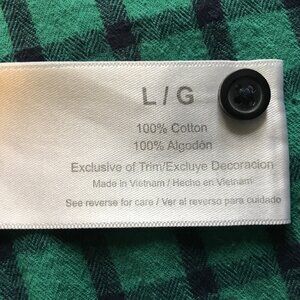 L / G
100% Cotton
100% Algodón
Exclusive of Trim/Excluye Decoracion
Made in Vietnam / Hecho en Vietnam
See reverse for care / Ver al reverso para cuidado